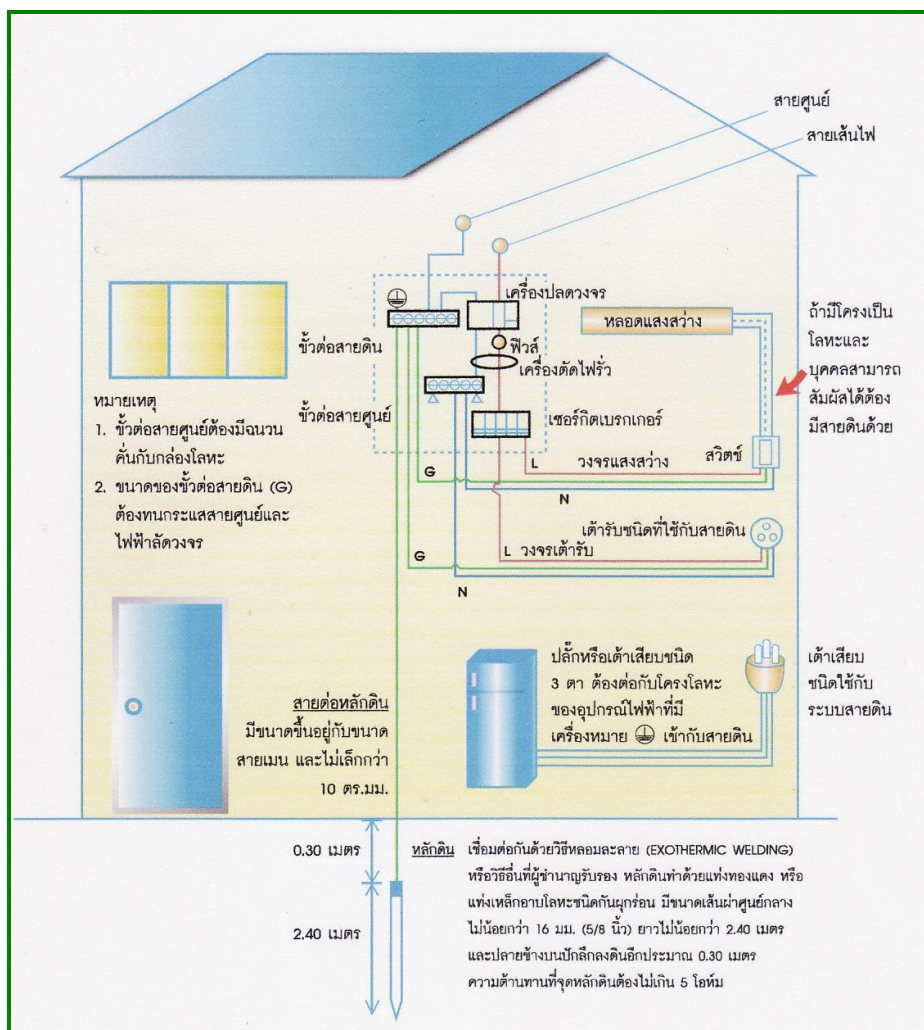 สายศูนย์
สายเส้นไฟ
เครื่องปลดวงจร
หลอดแสงสว่าง
ถ้ามีโครงเป็น
โลหะและ
บุคคลสามารถ
สัมผัสได้ต้อง
มีสายดินด้วย
ขั้วต่อสายดิน
ฟิวส์
เครื่องตัดไฟรั่ว
ขั้วต่อสายศูนย์
เซอร์กิตเบรกเกอร์
หมายเหตุ
1. ขั้วต่อสายศูนย์ต้องมีฉนวน
คั่นกับกล่องโลหะ
2. ขนาดของขั้วต่อสายดิน (G)
ต้องทนกระแสสายศูนย์และ
ไฟฟ้าลัดวงจร
สวิตช์
G
L วงจรแสงสว่าง
N
เต้ารับชนิดที่ใช้กับสายดิน
G
L วงจรเต้ารับ
N
ปลั๊กหรือเต้าเสียบชนิด
3 ตา ต้องต่อกับโครงโลหะ
ของอุปกรณ์ไฟฟ้าที่มี
เครื่องหมาย ⏚ เข้ากับสายดิน
เต้าเสียบ
ชนิดใช้กับ
ระบบสายดิน
สายต่อหลักดิน
มีขนาดขึ้นอยู่กับขนาด
สายเมน และไม่เล็กกว่า
10 ตร.มม.
0.30 เมตร
2.40 เมตร
หลักดิน เชื่อมต่อกันด้วยวิธีหลอมละลาย (EXOTHERMIC WELDING)
หรือวิธีอื่นที่ผู้ชำนาญรับรอง หลักดินทำด้วยแท่งทองแดง หรือ
แท่งเหล็กอาบโลหะชนิดกันผุกร่อน มีขนาดเส้นผ่าศูนย์กลาง
ไม่น้อยกว่า 16 มม. (5/8 นิ้ว) ยาวไม่น้อยกว่า 2.40 เมตร
และปลายข้างบนปักลึกลงดินอีกประมาณ 0.30 เมตร
ความต้านทานที่จุดหลักดินต้องไม่เกิน 5 โอห์ม